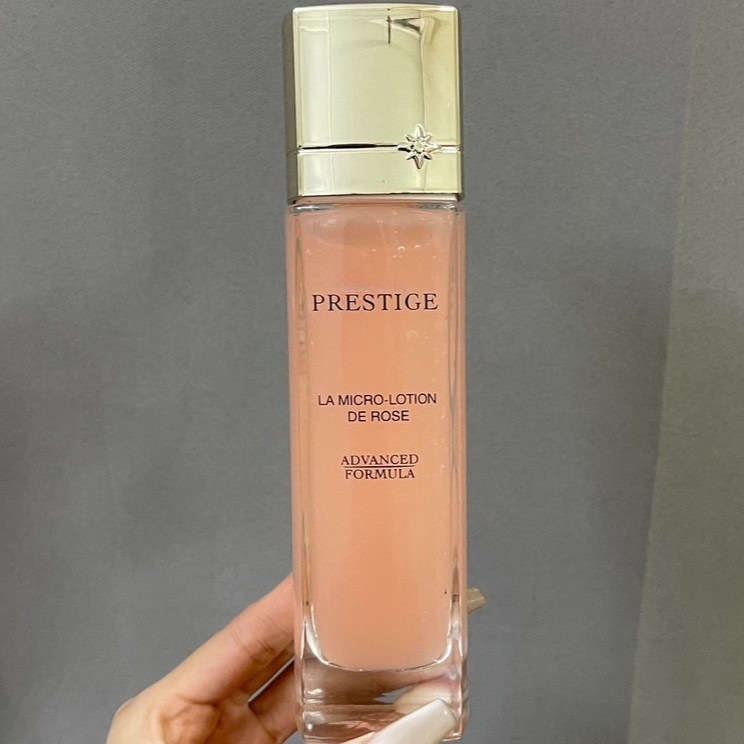 PRESTIGE
LA MICRO-LOTION
DE ROSE
ADVANCED
FORMULA